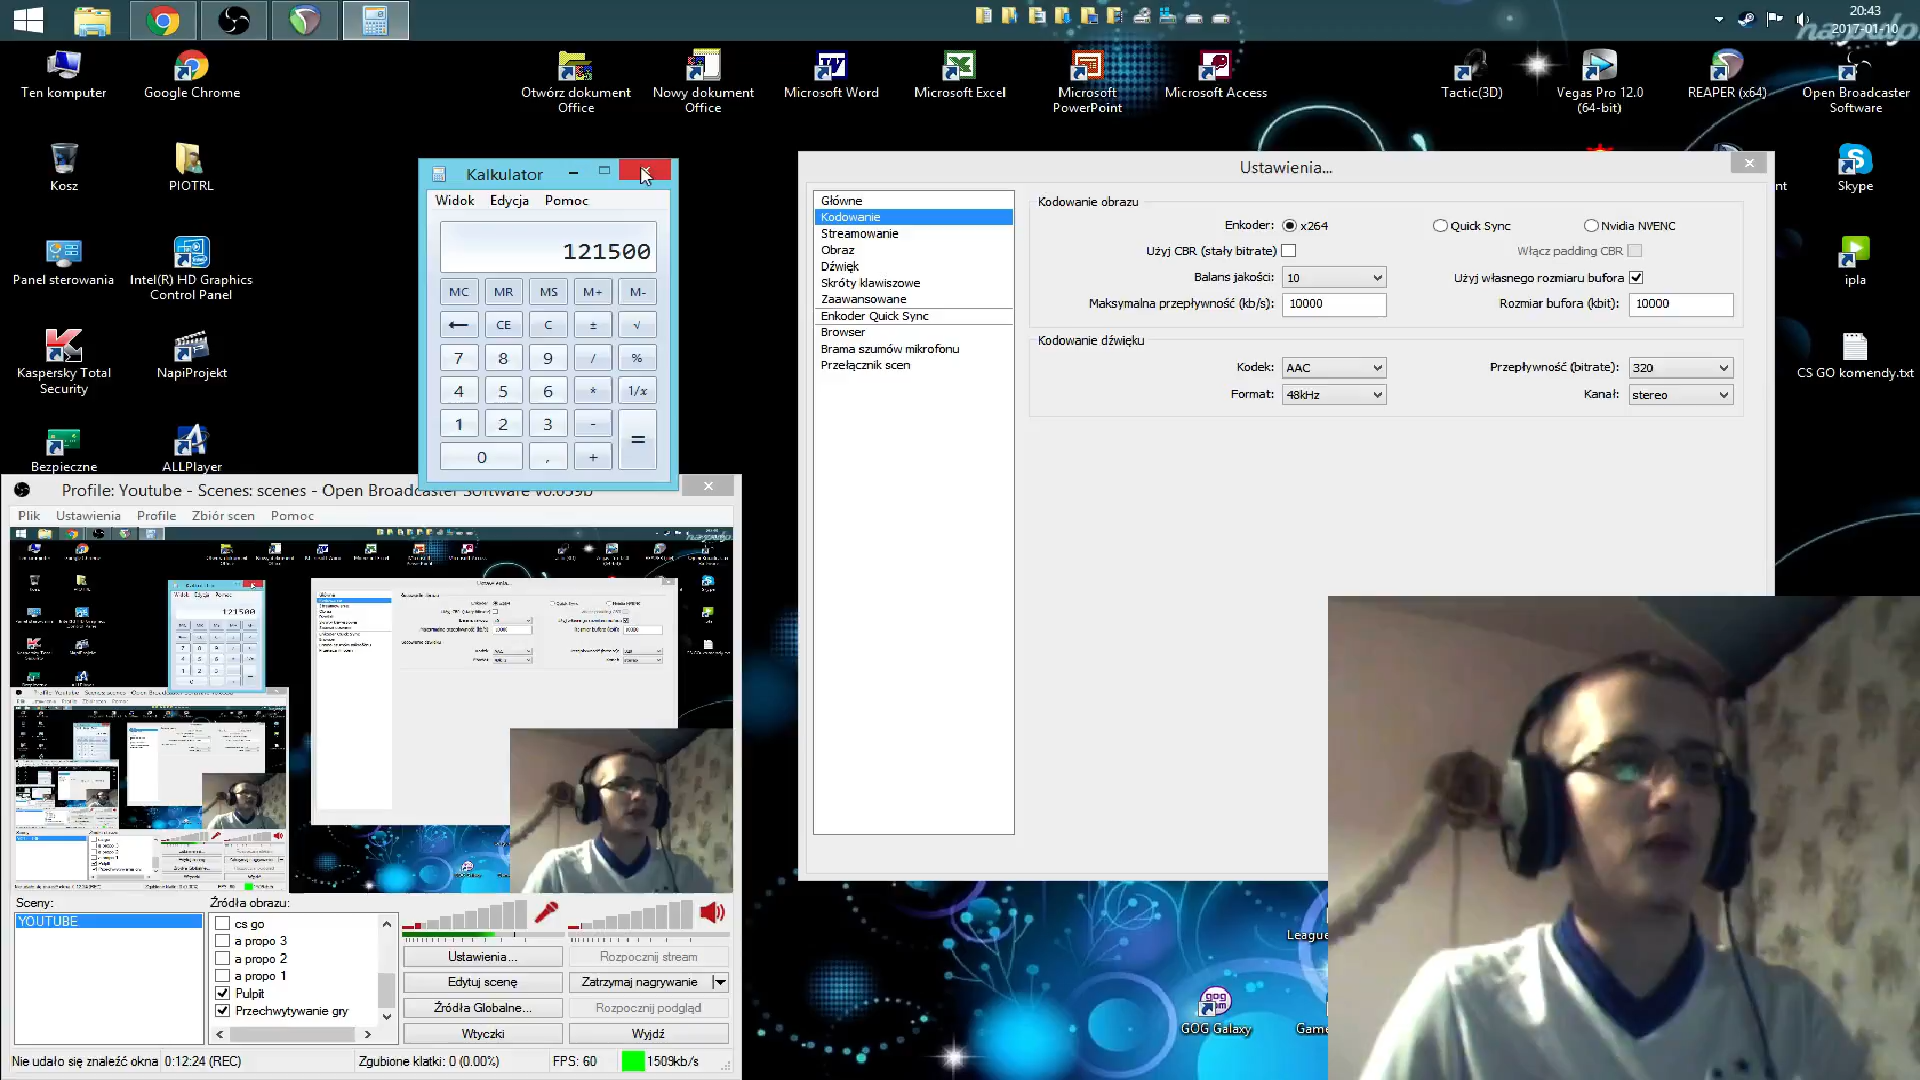 20:43
2017-01-10
Ten komputer
Google Chrome
Otwórz dokument
Office
Nowy dokument
Office
Microsoft Word
Microsoft Excel
Microsoft
PowerPoint
Microsoft Access
Tactic(3D)
Vegas Pro 12.0
(64-bit)
REAPER (x64)
Open Broadcaster
Software
Kosz
PIOTRL
Skype
Panel sterowania
Intel(R) HD Graphics
Control Panel
ipla
Kaspersky Total
Security
NapiProjekt
CS GO komendy.txt
Bezpieczne
ALLPlayer
Kalkulator
Widok Edycja Pomoc
121500
MC MR MS M+ M-
← CE C ± √
7 8 9 / %
4 5 6 * 1/x
1 2 3 - =
0 , +
Ustawienia...
Główne
Kodowanie
Streamowanie
Obraz
Dźwięk
Skróty klawiszowe
Zaawansowane
Enkoder Quick Sync
Browser
Brama szumów mikrofonu
Przełącznik scen
Kodowanie obrazu
Enkoder: x264 Quick Sync Nvidia NVENC
Użyj CBR (stały bitrate) Włącz padding CBR
Balans jakości: 10 Użyj własnego rozmiaru bufora
Maksymalna przepływność (kb/s): 10000 Rozmiar bufora (kbit): 10000
Kodowanie dźwięku
Kodek: AAC Przepływność (bitrate): 320
Format: 48kHz Kanał: stereo
Profile: Youtube - Scenes: scenes - Open Broadcaster Software v0.659b
Plik Ustawienia Profile Zbiór scen Pomoc
Sceny:
YOUTUBE
Źródła obrazu:
cs go
a propo 3
a propo 2
a propo 1
Pulpit
Przechwytywanie gry
Ustawienia... Rozpocznij stream
Edytuj scenę Zatrzymaj nagrywanie
Źródła Globalne... Rozpocznij podgląd
Wtyczki Wyjdź
Nie udało się znaleźć okna 0:12:24 (REC) Zgubione klatki: 0 (0.00%) FPS: 60 1509kb/s
League
GOG Galaxy
Game